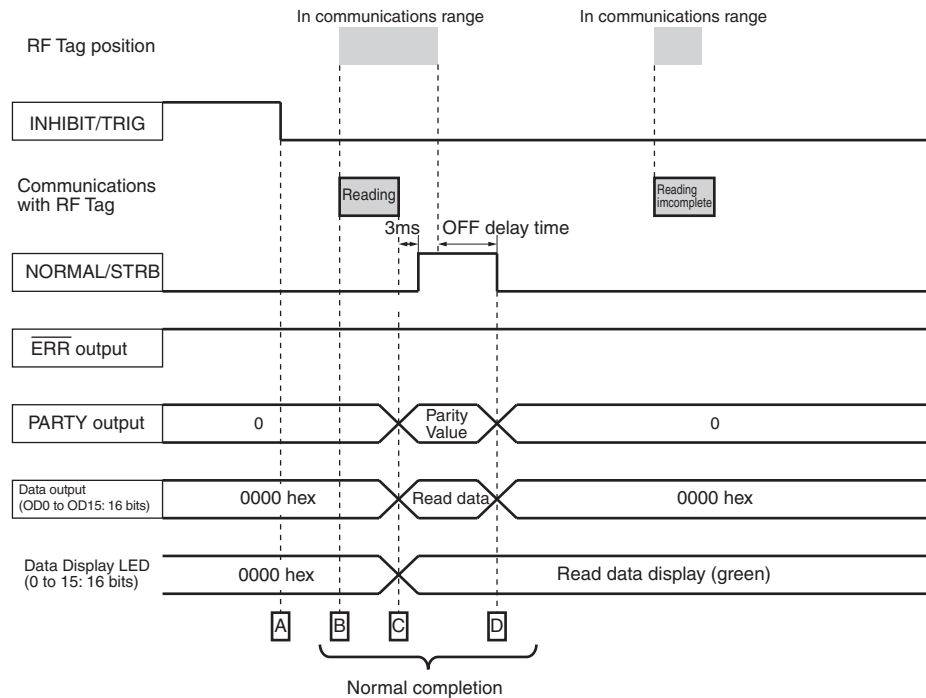 In communications range
In communications range
RF Tag position
INHIBIT/TRIG
Communications
with RF Tag
Reading
Reading
imcomplete
3ms
OFF delay time
NORMAL/STRB
ERR output
PARTY output
0
Parity
Value
0
Data output
(OD0 to OD15: 16 bits)
0000 hex
Read data
0000 hex
Data Display LED
(0 to 15: 16 bits)
0000 hex
Read data display (green)
A
B
C
D
Normal completion